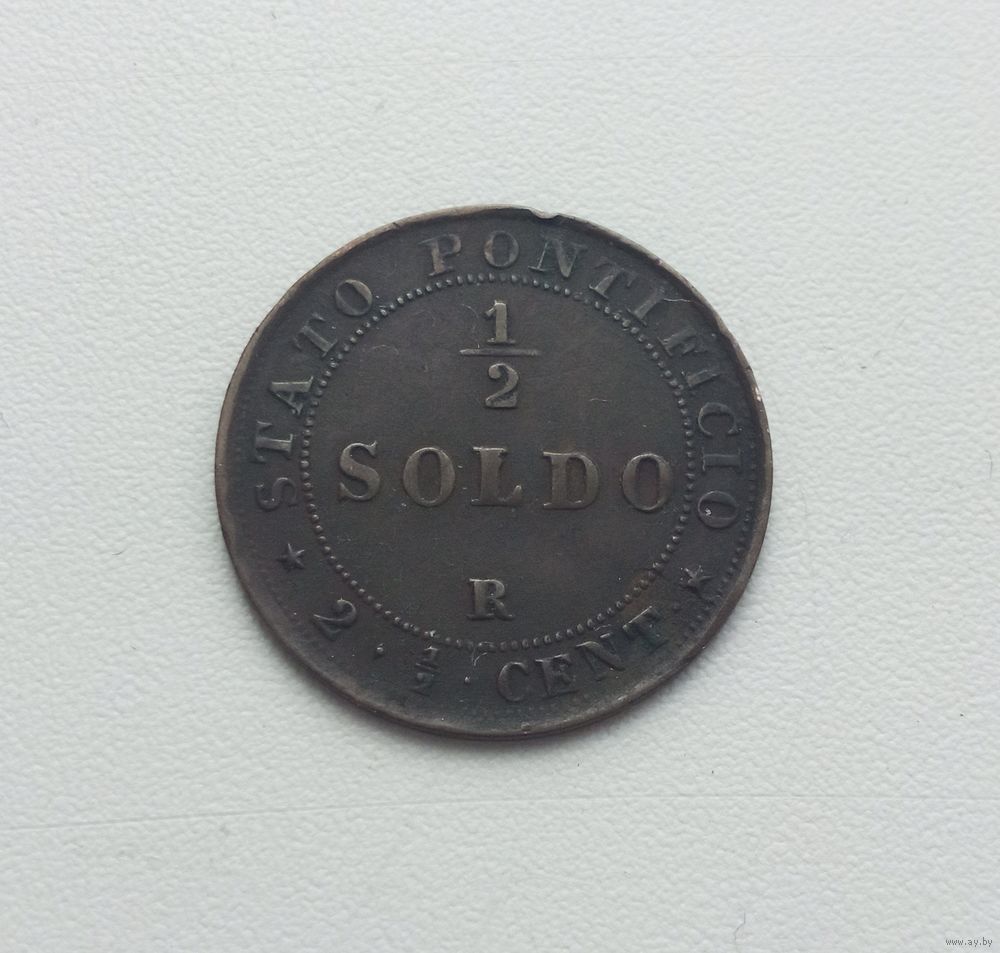 STATO PONTIFICIO
1/2
SOLDO
R
★ 2 · 1/2 · CENT · ★
www.ay.by